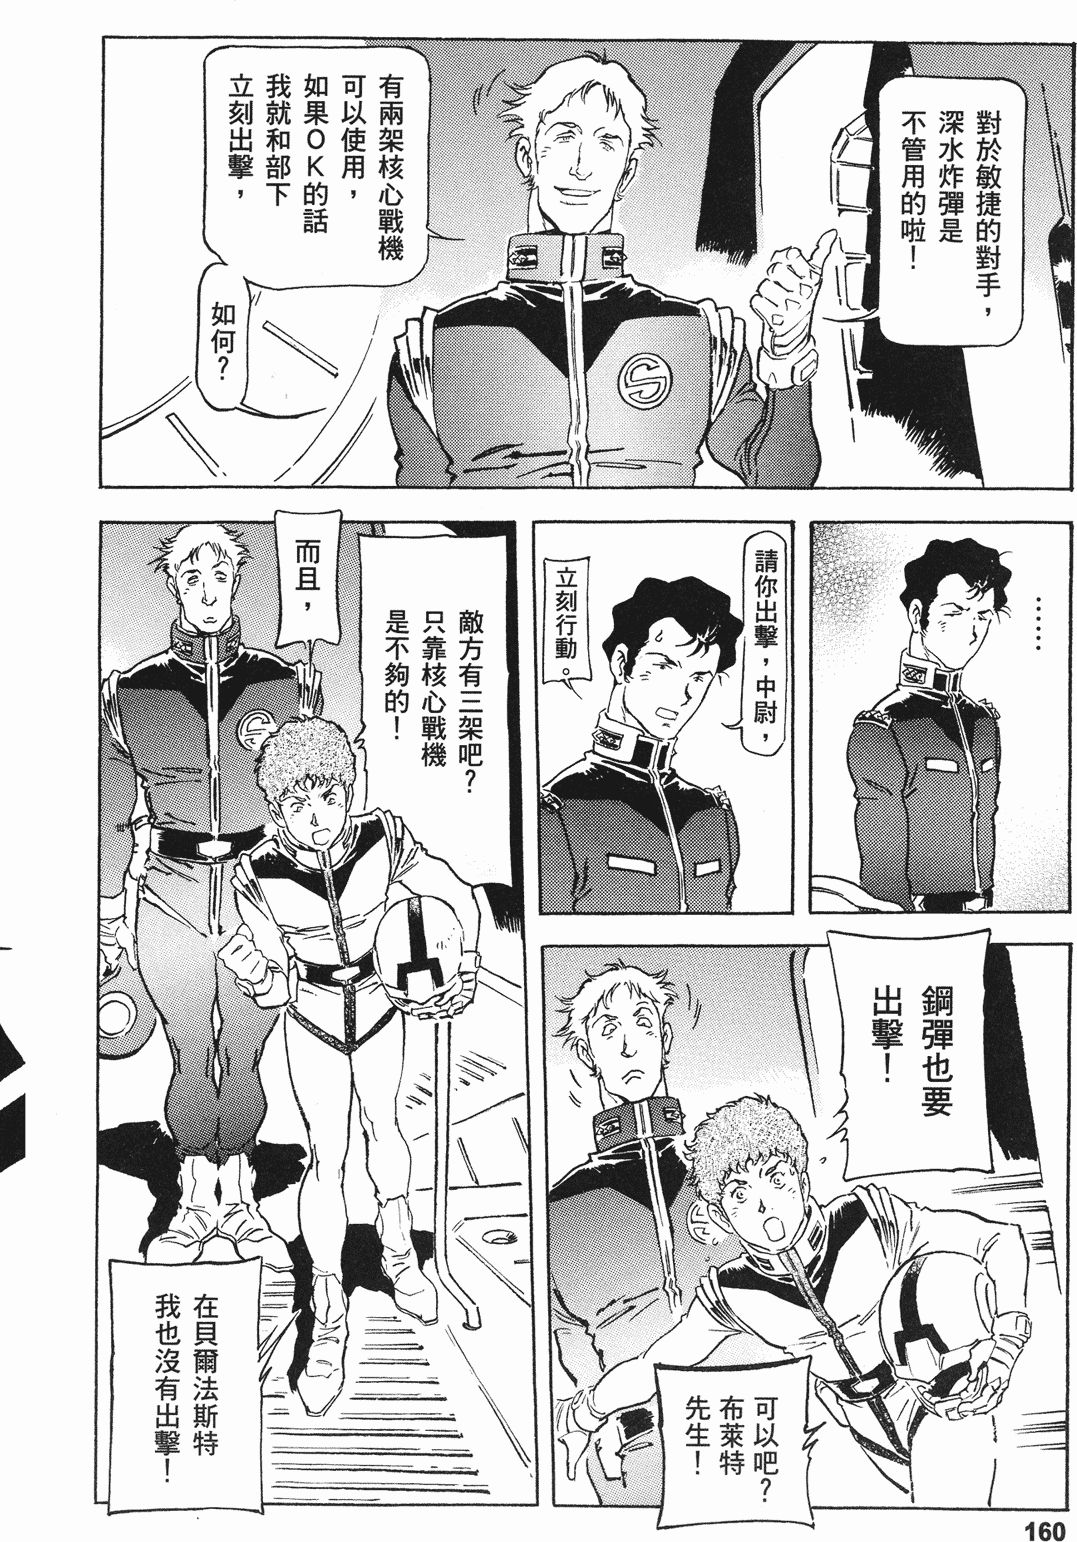 對於敏捷的對手，
深水炸彈是
不管用的啦！
有兩架核心戰機
可以使用，
如果OK的話
我就和部下
立刻出擊，
如何？
……
請你出擊，中尉，
立刻行動。
鋼彈也要
出擊！
可以吧？
布萊特
先生！
敵方有三架吧？
只靠核心戰機
是不夠的！
而且，
在貝爾法斯特
我也沒有出擊！
160